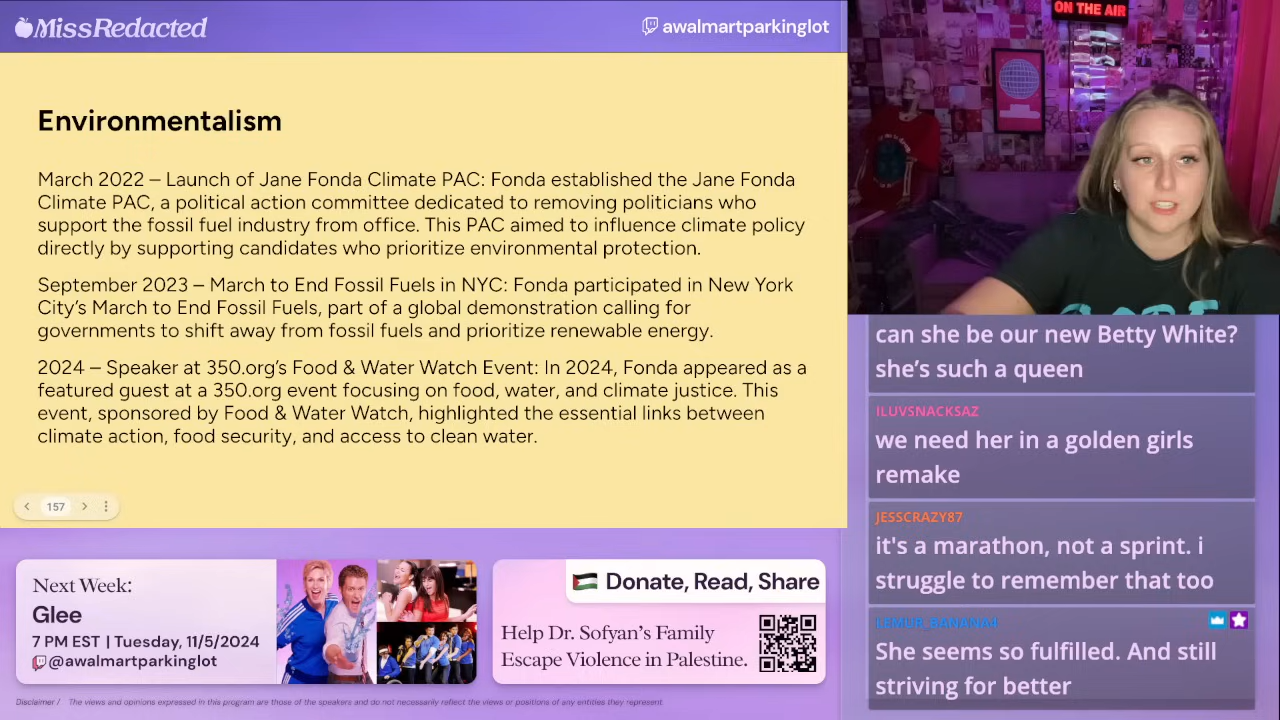 MissRedacted
awalmartparkinglot
ON THE AIR
Environmentalism
March 2022 – Launch of Jane Fonda Climate PAC: Fonda established the Jane Fonda
Climate PAC, a political action committee dedicated to removing politicians who
support the fossil fuel industry from office. This PAC aimed to influence climate policy
directly by supporting candidates who prioritize environmental protection.
September 2023 – March to End Fossil Fuels in NYC: Fonda participated in New York
City’s March to End Fossil Fuels, part of a global demonstration calling for
governments to shift away from fossil fuels and prioritize renewable energy.
2024 – Speaker at 350.org’s Food & Water Watch Event: In 2024, Fonda appeared as a
featured guest at a 350.org event focusing on food, water, and climate justice. This
event, sponsored by Food & Water Watch, highlighted the essential links between
climate action, food security, and access to clean water.
157
can she be our new Betty White?
she’s such a queen
ILUVSNACKSAZ
we need her in a golden girls
remake
JESSCRAZY87
it's a marathon, not a sprint. i
struggle to remember that too
LEMUR_BANANA4
She seems so fulfilled. And still
striving for better
Next Week:
Glee
7 PM EST | Tuesday, 11/5/2024
@awalmartparkinglot
Donate, Read, Share
Help Dr. Sofyan’s Family
Escape Violence in Palestine.
Disclaimer / The views and opinions expressed in this program are those of the speakers and do not necessarily reflect the views or positions of any entities they represent.